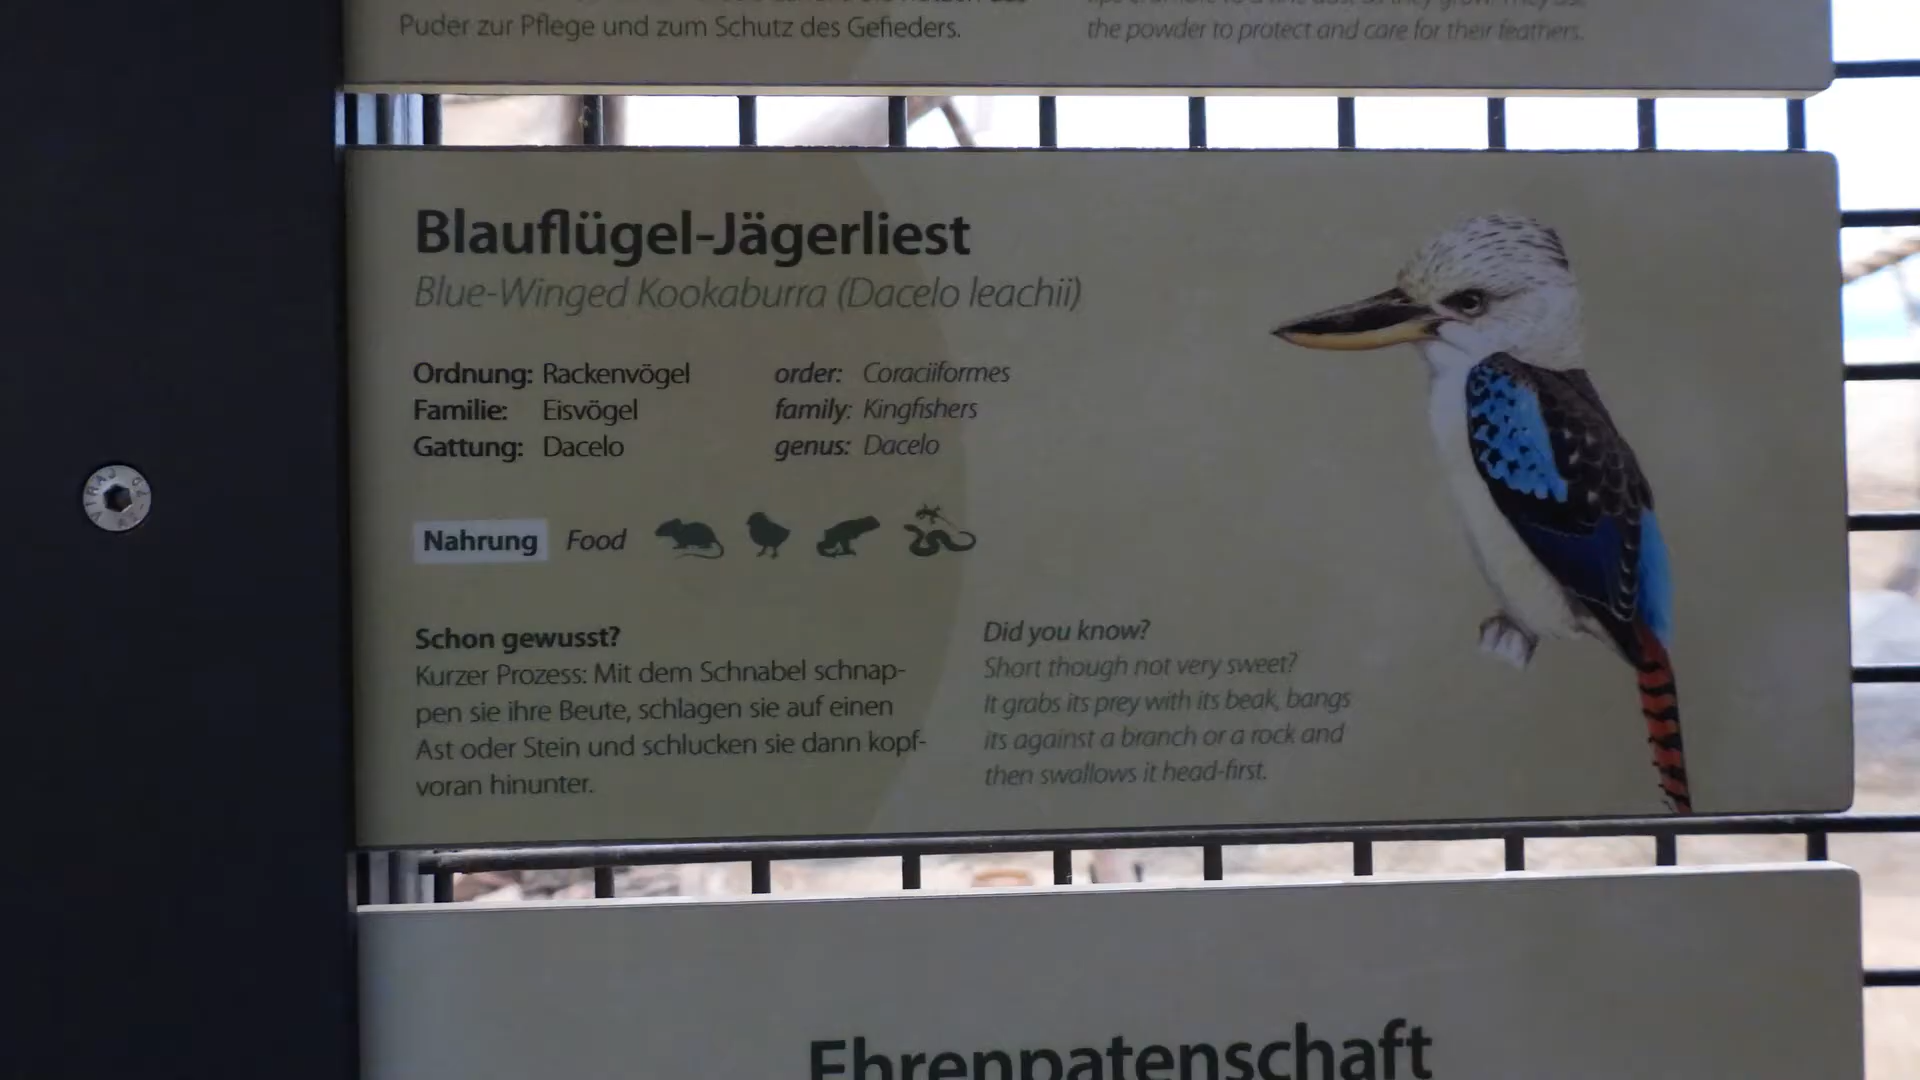 Puder zur Pflege und zum Schutz des Gefieders.
the powder to protect and care for their feathers.
Blauflügel-Jägerliest
Blue-Winged Kookaburra (Dacelo leachii)
Ordnung: Rackenvögel
Familie: Eisvögel
Gattung: Dacelo
order: Coraciiformes
family: Kingfishers
genus: Dacelo
Nahrung Food
Schon gewusst?
Kurzer Prozess: Mit dem Schnabel schnap-
pen sie ihre Beute, schlagen sie auf einen
Ast oder Stein und schlucken sie dann kopf-
voran hinunter.
Did you know?
Short though not very sweet?
It grabs its prey with its beak, bangs
its against a branch or a rock and
then swallows it head-first.
Ehrenpatenschaft